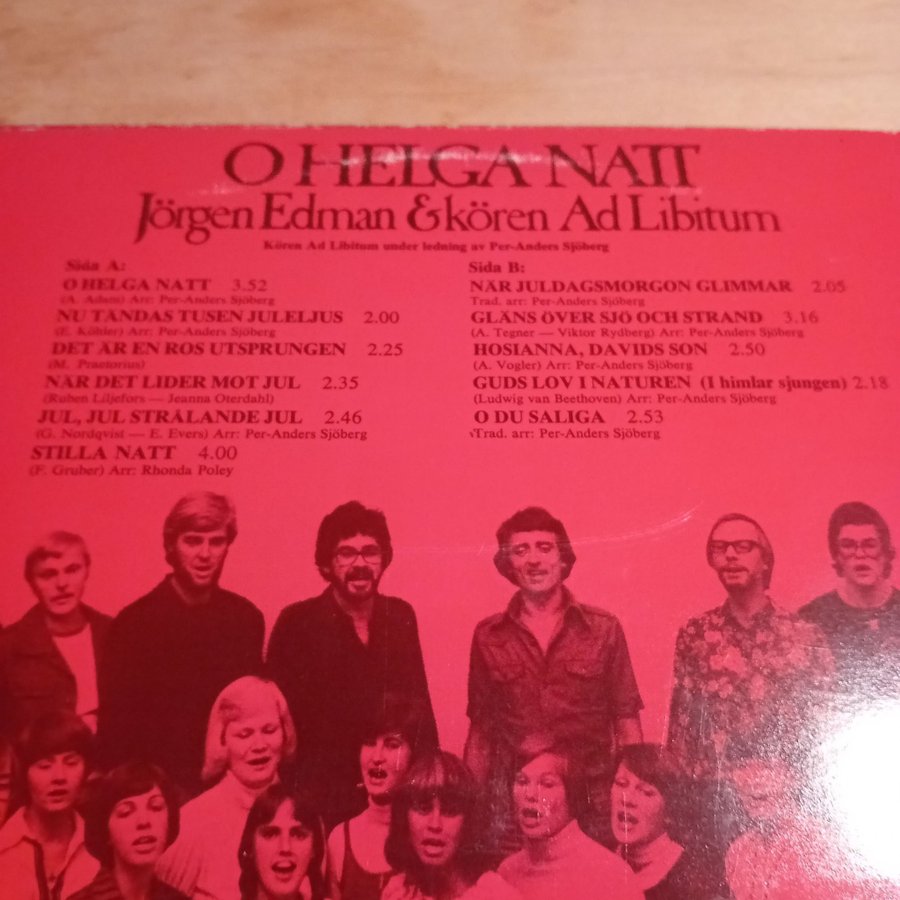 O HELGA NATT
Jörgen Edman & kören Ad Libitum
Kören Ad Libitum under ledning av Per-Anders Sjöberg
Sida A:
O HELGA NATT 3.52
(A. Adam) Arr: Per-Anders Sjöberg
NU TÄNDAS TUSEN JULELJUS 2.00
(E. Köhler) Arr: Per-Anders Sjöberg
DET ÄR EN ROS UTSPRUNGEN 2.25
(M. Praetorius)
NÄR DET LIDER MOT JUL 2.35
(Ruben Liljefors — Jeanna Oterdahl)
JUL, JUL STRÅLANDE JUL 2.46
(G. Nordqvist — E. Evers) Arr: Per-Anders Sjöberg
STILLA NATT 4.00
(F. Gruber) Arr: Rhonda Poley
Sida B:
NÄR JULDAGSMORGON GLIMMAR 2.05
Trad. arr: Per-Anders Sjöberg
GLÄNS ÖVER SJÖ OCH STRAND 3.16
(A. Tegner — Viktor Rydberg) Arr: Per-Anders Sjöberg
HOSIANNA, DAVIDS SON 2.50
(A. Vogler) Arr: Per-Anders Sjöberg
GUDS LOV I NATUREN (I himlar sjungen) 2.18
(Ludwig van Beethoven) Arr: Per-Anders Sjöberg
O DU SALIGA 2.53
Trad. arr: Per-Anders Sjöberg